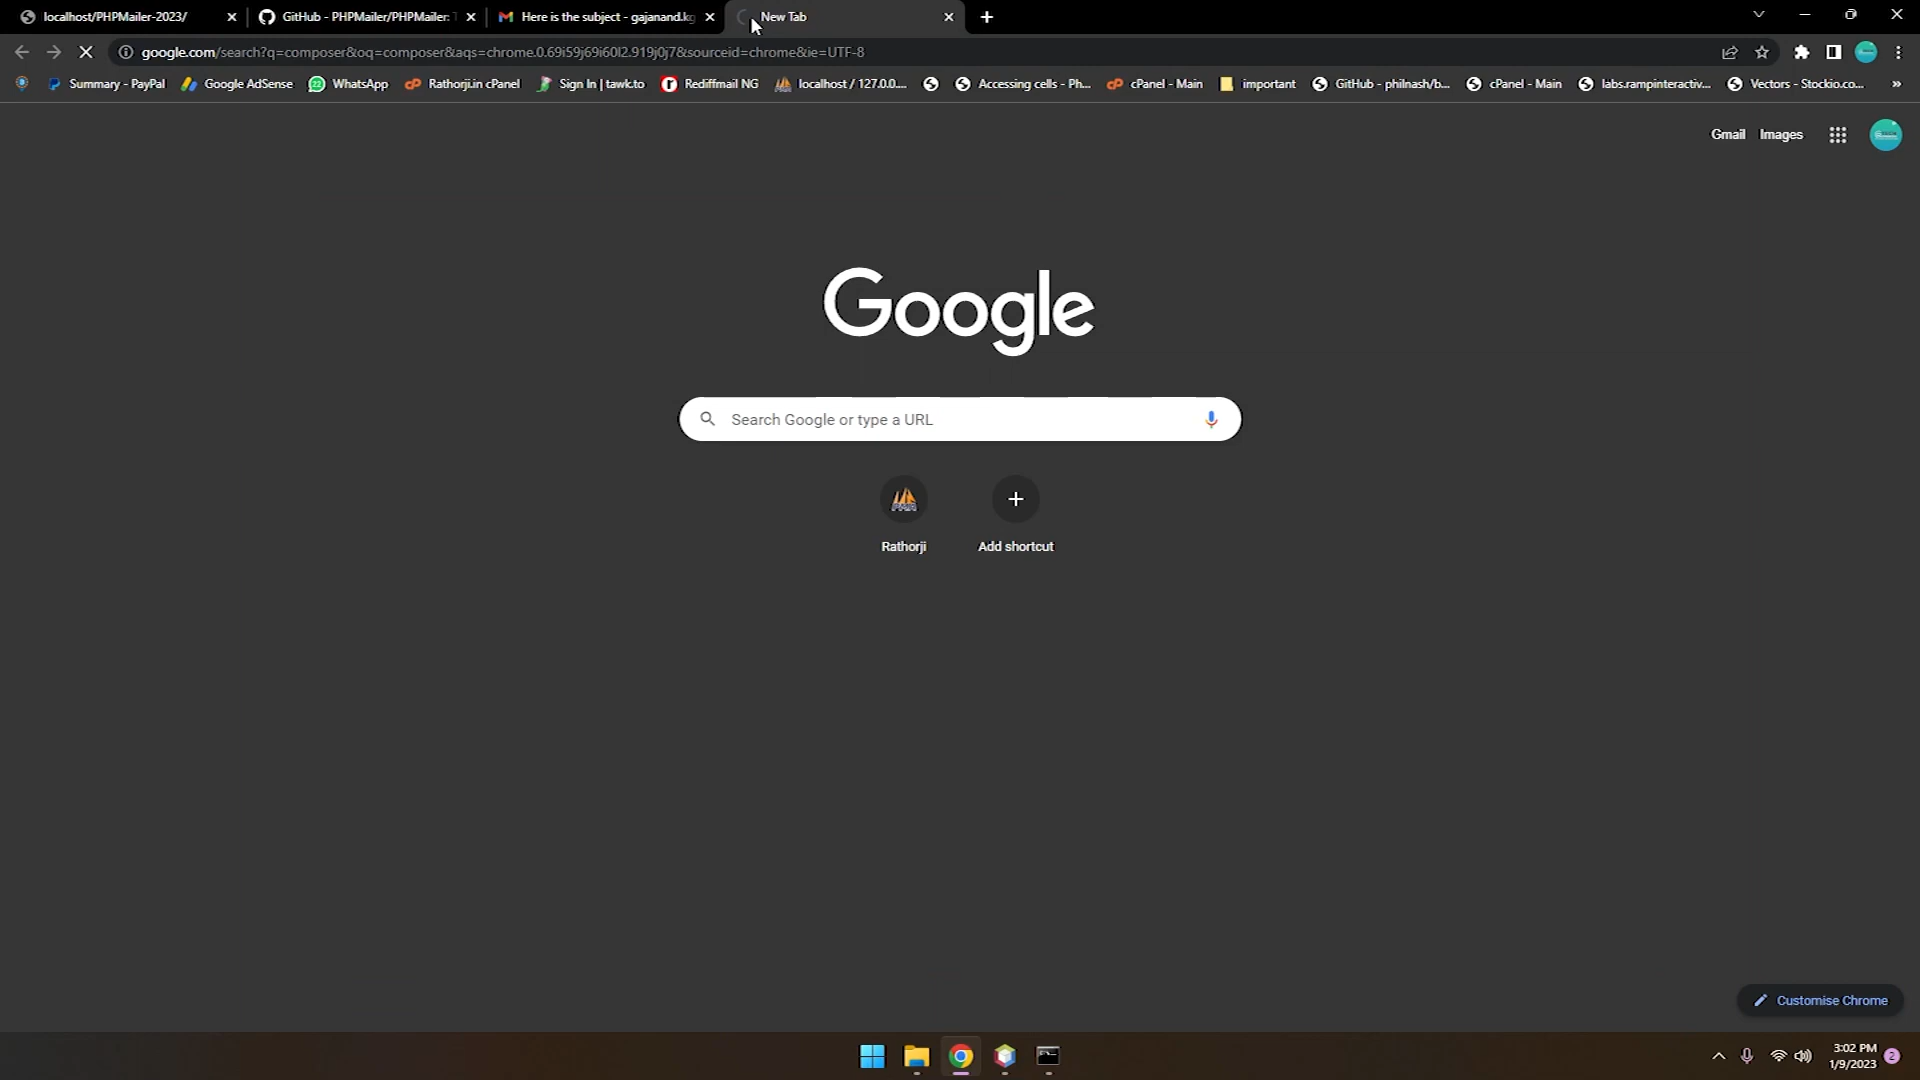 localhost/PHPMailer-2023/
GitHub - PHPMailer/PHPMailer: T
Here is the subject - gajanand.kg
New Tab
google.com/search?q=composer&oq=composer&aqs=chrome.0.69i59j69i60l2.919j0j7&sourceid=chrome&ie=UTF-8
Summary - PayPal
Google AdSense
22
WhatsApp
cP
Rathorji.in cPanel
Sign In | tawk.to
r
Rediffmail NG
localhost / 127.0.0....
Accessing cells - Ph...
cP
cPanel - Main
important
GitHub - philnash/b...
cPanel - Main
labs.rampinteractiv...
Vectors - Stockio.co...
»
Gmail
Images
Google
Search Google or type a URL
Rathorji
Add shortcut
Customise Chrome
3:02 PM
1/9/2023
2